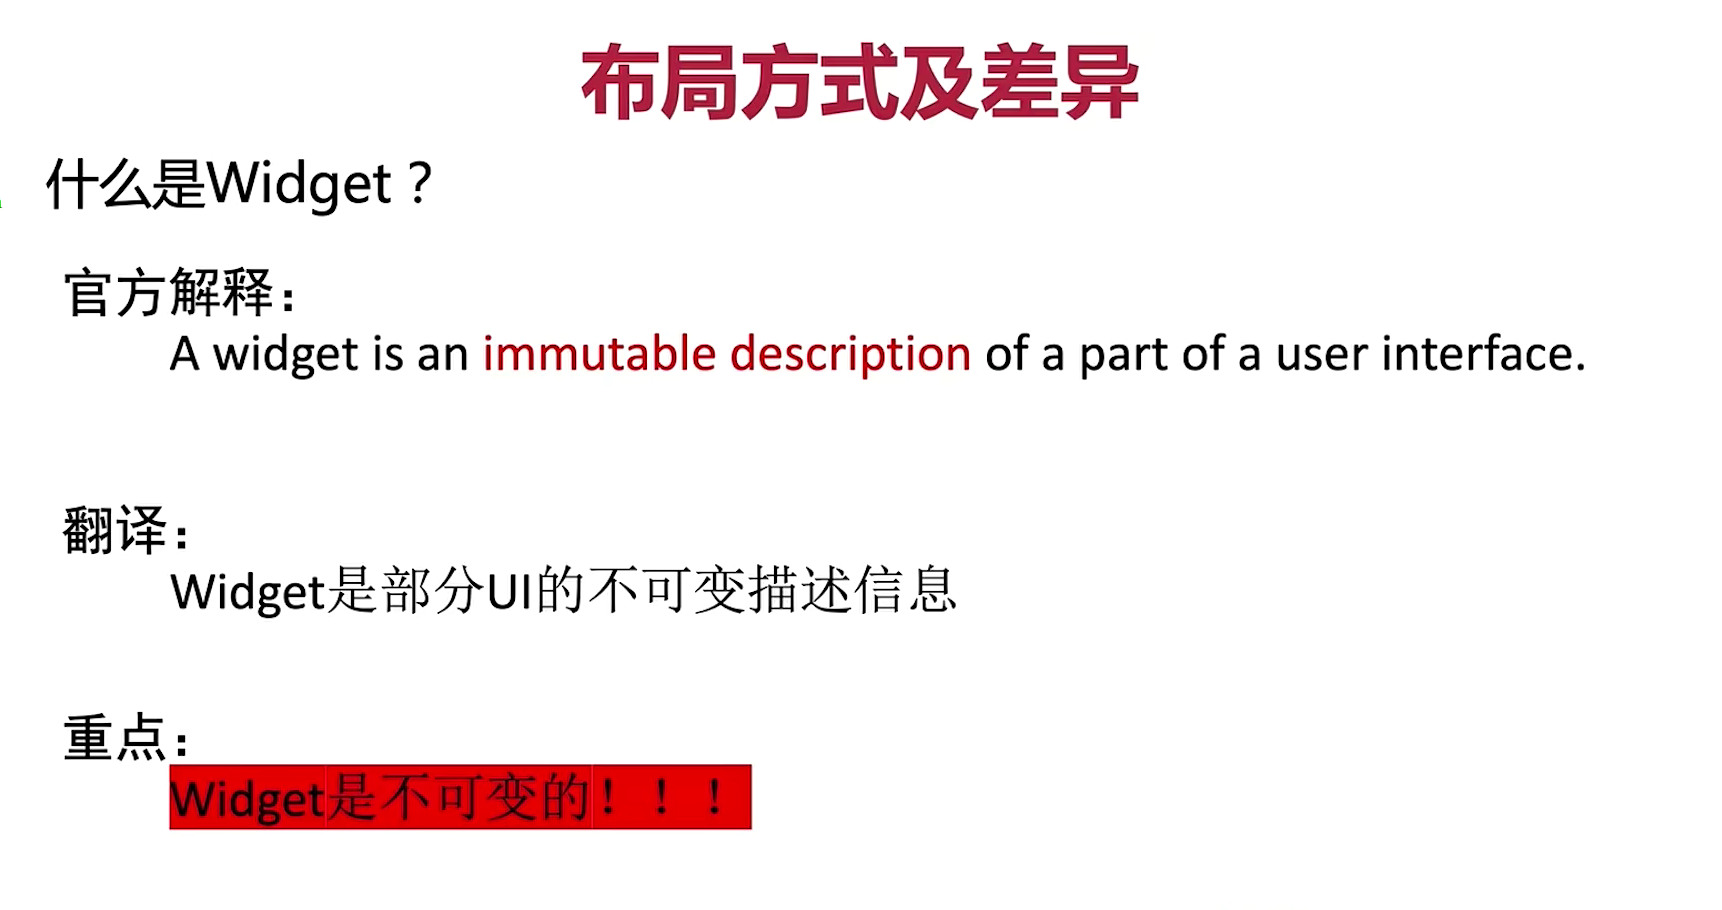 布局方式及差异
什么是Widget？
官方解释：
A widget is an immutable description of a part of a user interface.
翻译：
Widget是部分UI的不可变描述信息
重点：
Widget是不可变的！！！